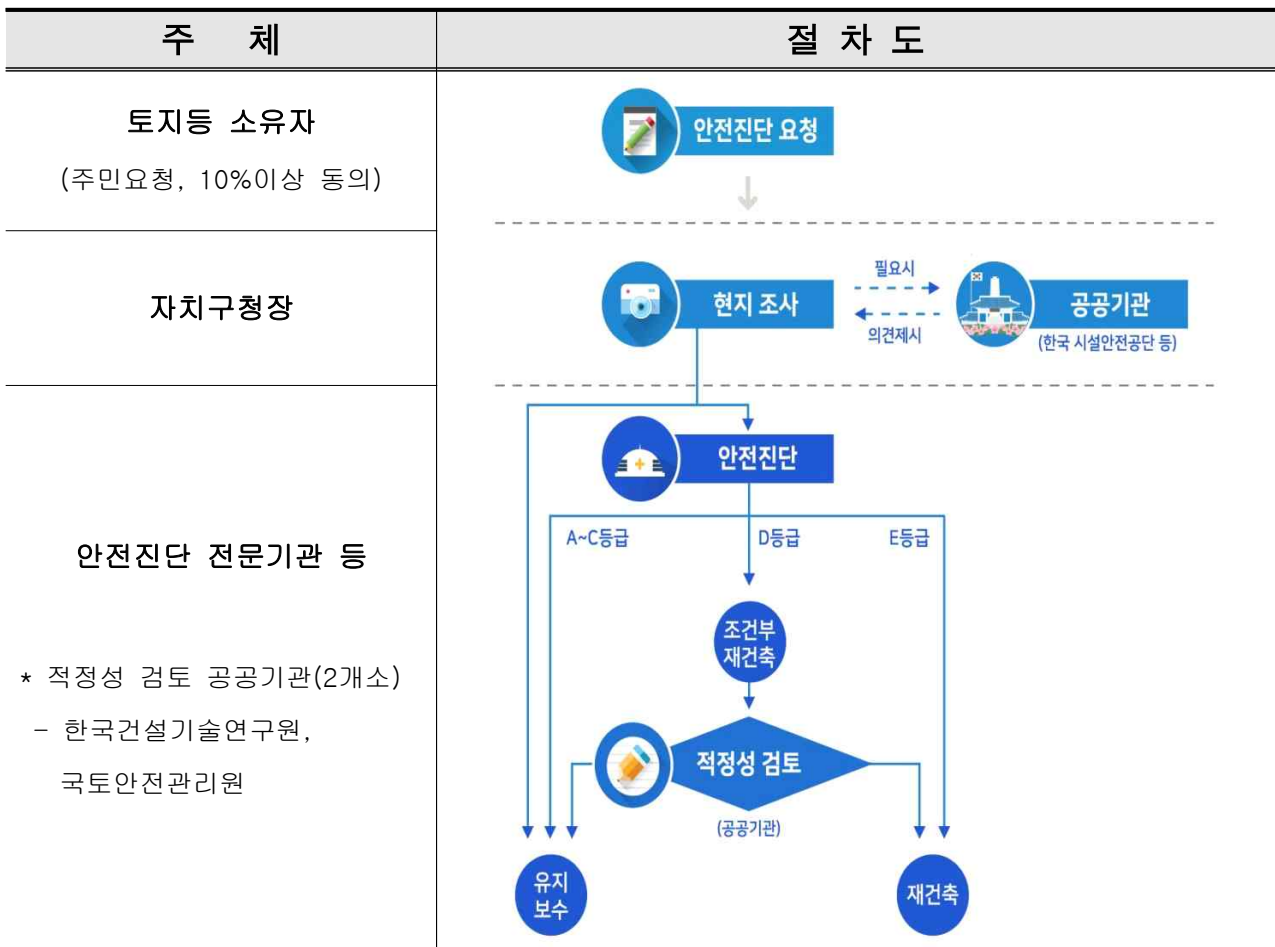 주 체
절 차 도
토지등 소유자
(주민요청, 10%이상 동의)
안전진단 요청
자치구청장
현지 조사
필요시
의견제시
공공기관
(한국 시설안전공단 등)
안전진단 전문기관 등
* 적정성 검토 공공기관(2개소)
- 한국건설기술연구원,
국토안전관리원
안전진단
A~C등급
D등급
E등급
조건부
재건축
적정성 검토
(공공기관)
유지
보수
재건축